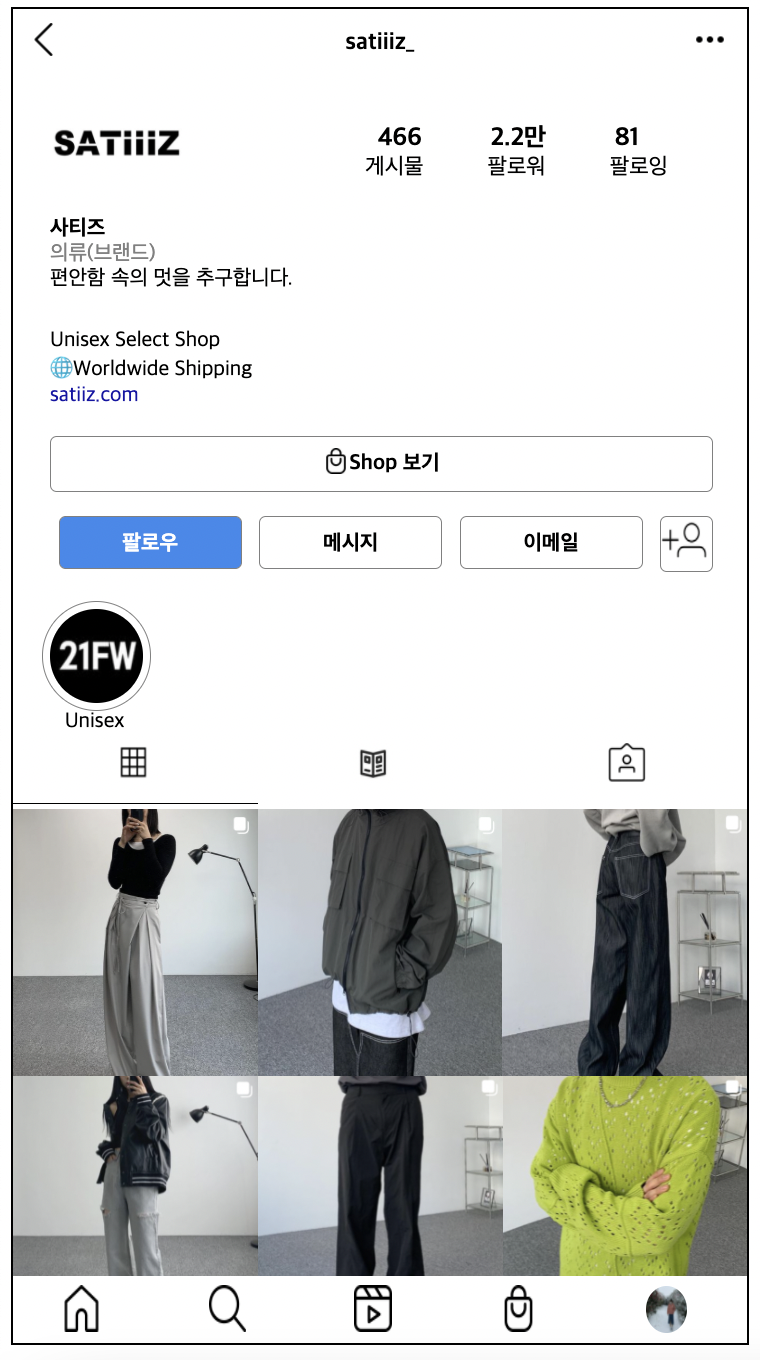 satiiiz_
SATiiiZ
466 2.2만 81
게시물 팔로워 팔로잉
사티즈
의류(브랜드)
편안함 속의 멋을 추구합니다.
Unisex Select Shop
🌐Worldwide Shipping
satiiz.com
Shop 보기
팔로우 메시지 이메일
21FW
Unisex